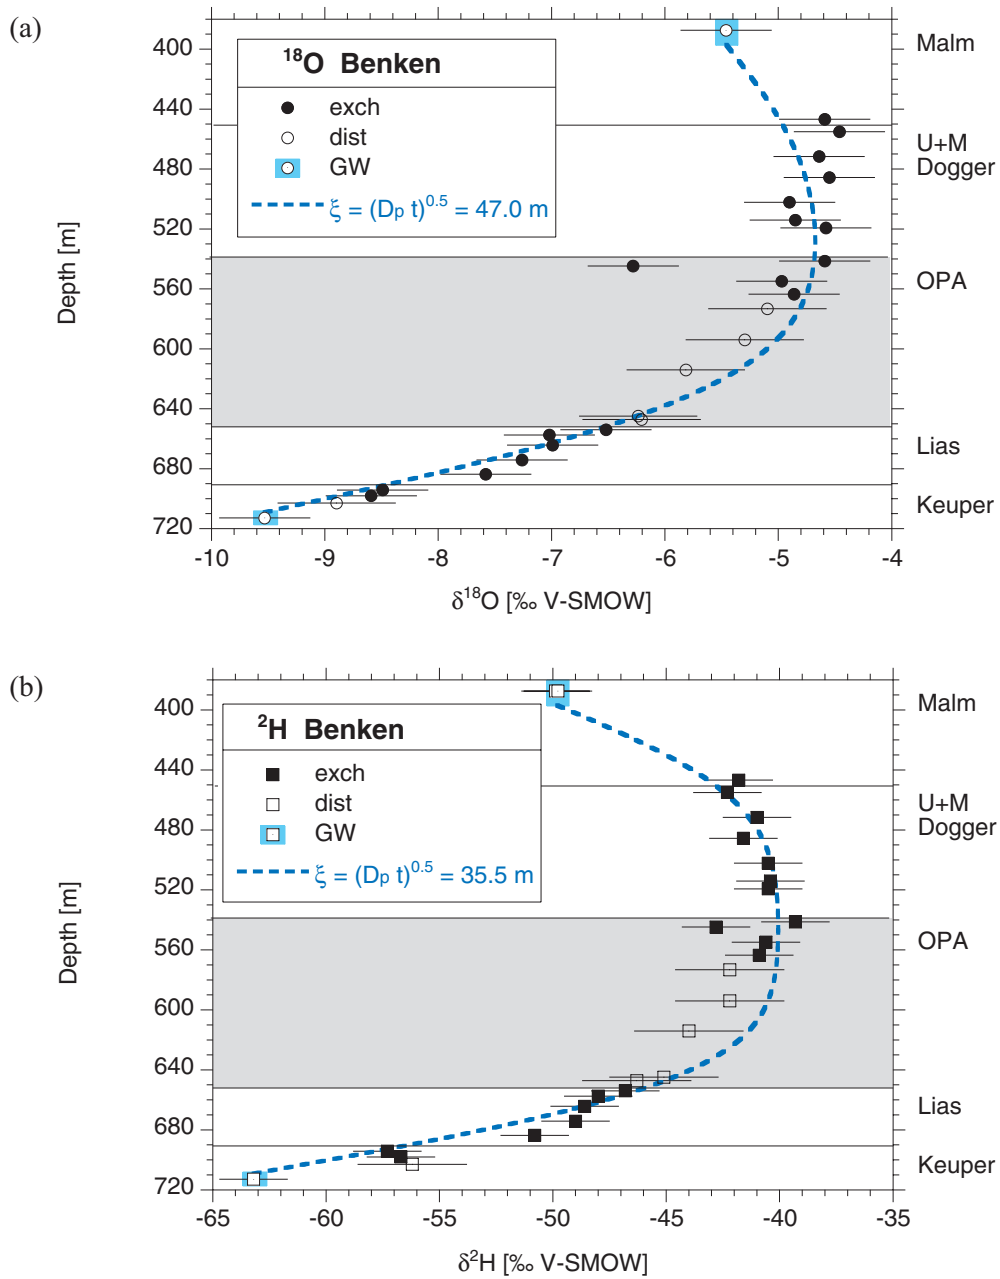 (a)
400
440
480
520
560
600
640
680
720
Depth [m]
¹⁸O Benken
exch
dist
GW
ξ = (Dₚ t)⁰·⁵ = 47.0 m
Malm
U+M
Dogger
OPA
Lias
Keuper
-10 -9 -8 -7 -6 -5 -4
δ¹⁸O [‰ V-SMOW]
(b)
400
440
480
520
560
600
640
680
720
Depth [m]
²H Benken
exch
dist
GW
ξ = (Dₚ t)⁰·⁵ = 35.5 m
Malm
U+M
Dogger
OPA
Lias
Keuper
-65 -60 -55 -50 -45 -40 -35
δ²H [‰ V-SMOW]